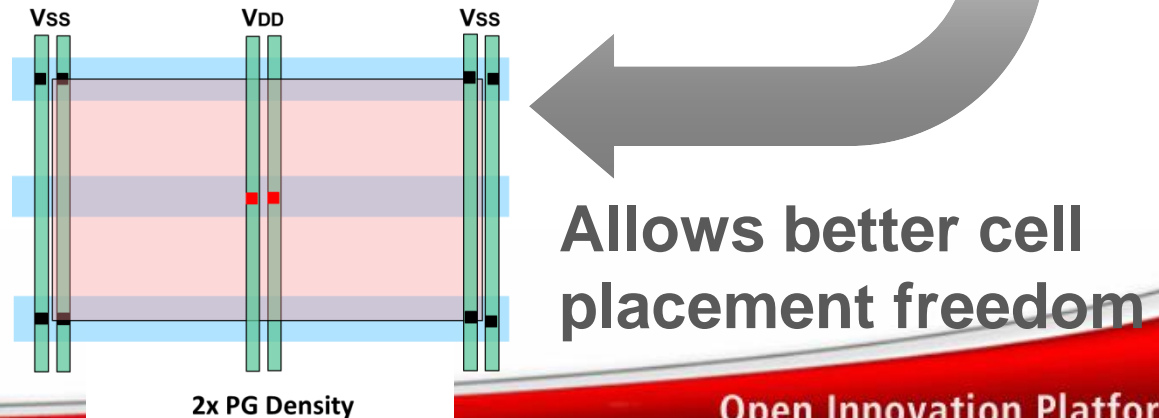 VSS VDD VSS
Allows better cell
placement freedom
2x PG Density
Open Innovation Platfor